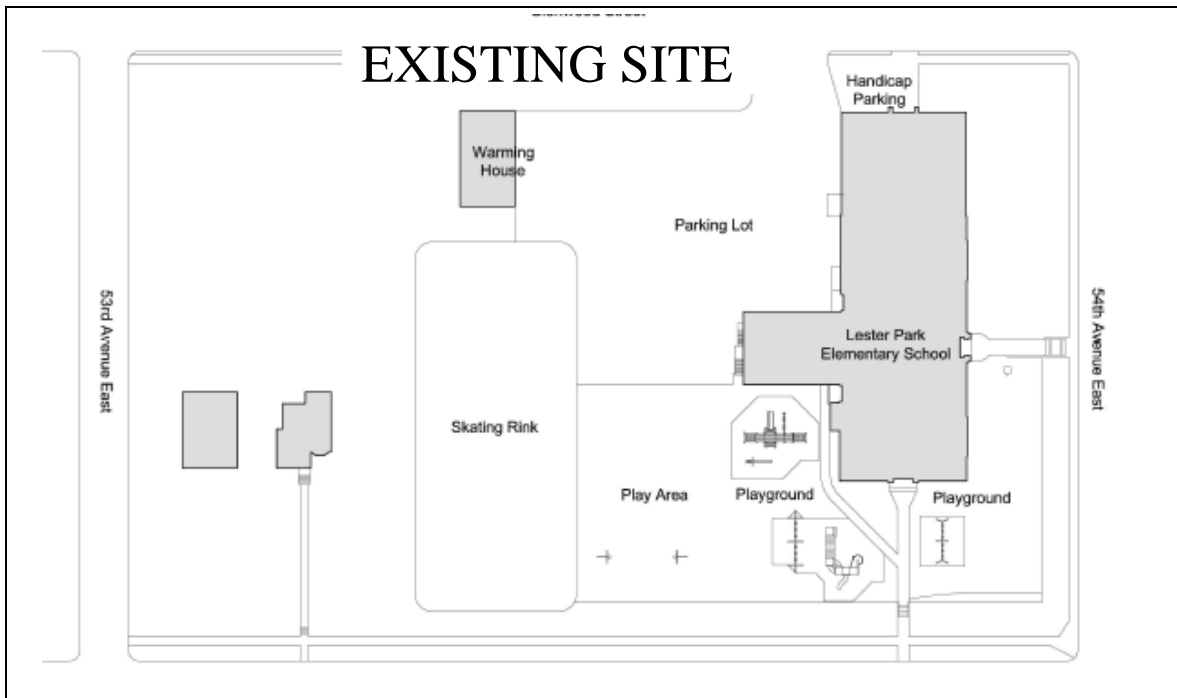 EXISTING SITE
Handicap
Parking
Warming
House
Parking Lot
53rd Avenue East
54th Avenue East
Lester Park
Elementary School
Skating Rink
Play Area
Playground
Playground